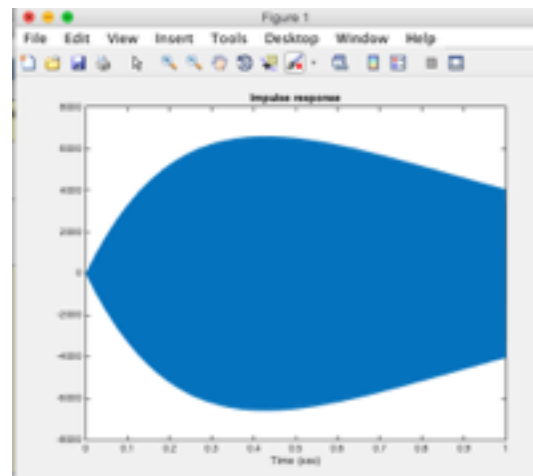 Figure 1
File Edit View Insert Tools Desktop Window Help
Impulse response
8000
6000
4000
2000
0
-2000
-4000
-6000
-8000
0 0.1 0.2 0.3 0.4 0.5 0.6 0.7 0.8 0.9 1
Time (sec)